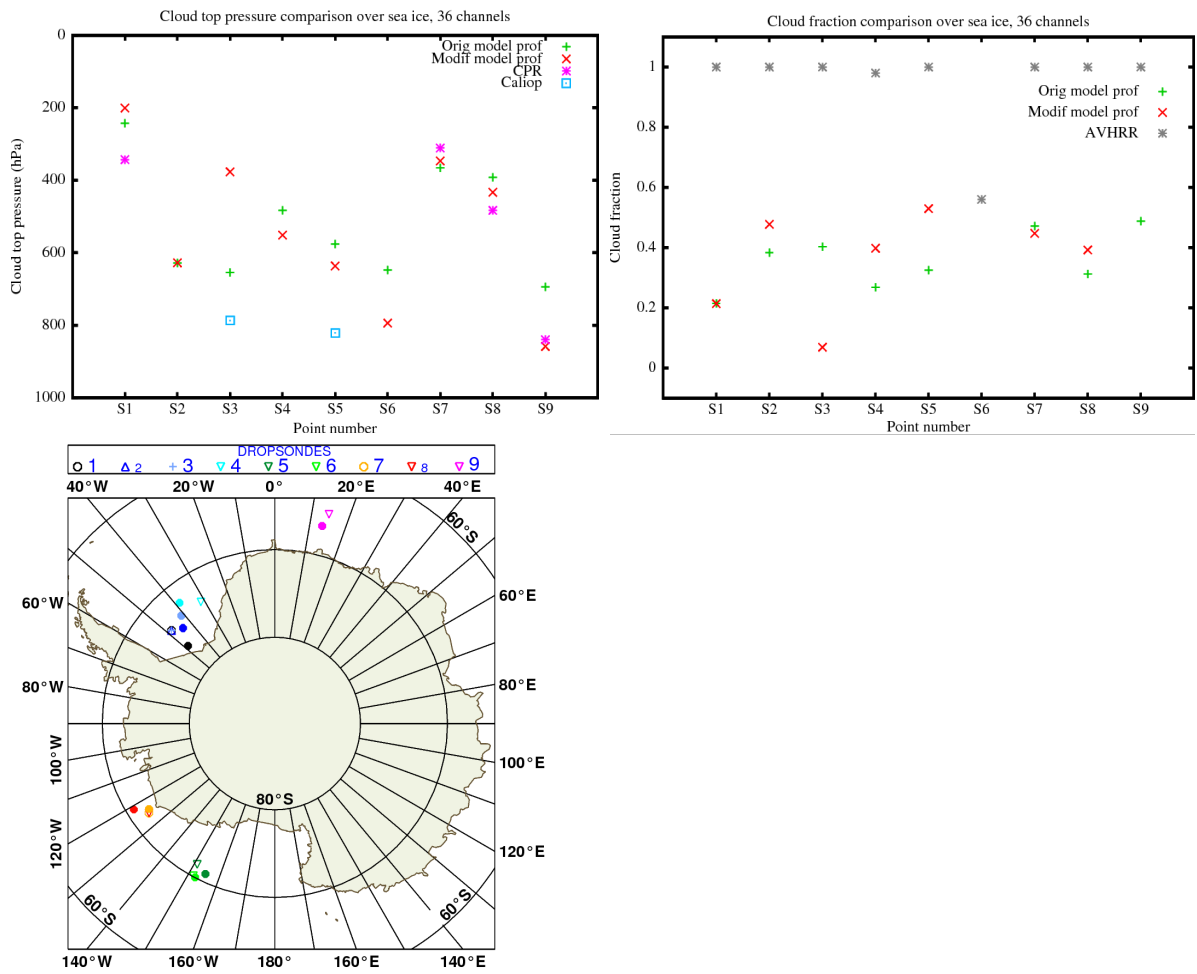 Cloud top pressure comparison over sea ice, 36 channels
Orig model prof
Modif model prof
CPR
Caliop
0
200
400
600
800
1000
Cloud top pressure (hPa)
S1 S2 S3 S4 S5 S6 S7 S8 S9
Point number
Cloud fraction comparison over sea ice, 36 channels
Orig model prof
Modif model prof
AVHRR
1
0.8
0.6
0.4
0.2
0
Cloud fraction
S1 S2 S3 S4 S5 S6 S7 S8 S9
Point number
DROPSONDES
1 2 3 4 5 6 7 8 9
40°W 20°W 0° 20°E 40°E
60°S
60°W 60°E
80°W 80°E
100°W 100°E
80°S
120°W 120°E
60°S 60°S
140°W 160°W 180° 160°E 140°E